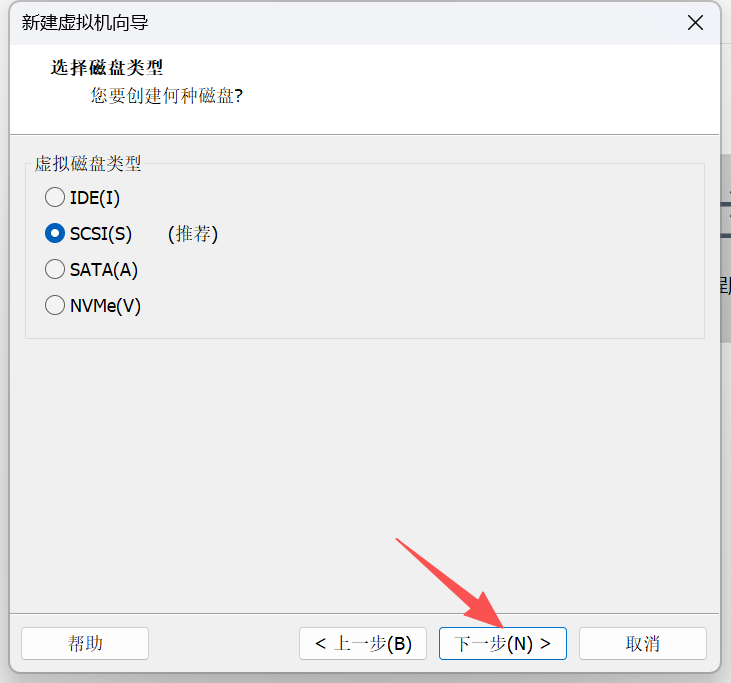 新建虚拟机向导
选择磁盘类型
您要创建何种磁盘?
虚拟磁盘类型
IDE(I)
SCSI(S) (推荐)
SATA(A)
NVMe(V)
帮助 < 上一步(B) 下一步(N) > 取消